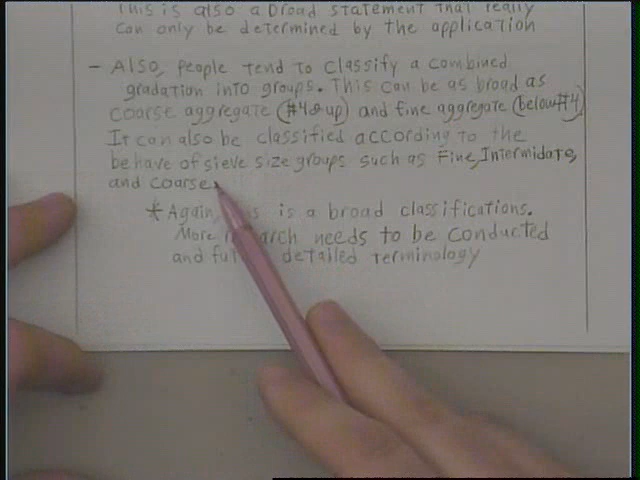 This is also a broad statement that really
can only be determined by the application
- Also, people tend to classify a combined
gradation into groups. This can be as broad as
coarse aggregate (#4 & up) and fine aggregate (below #4)
It can also be classified according to the
behave of sieve size groups such as Fine, Intermidate,
and coarse.
* Again, is a broad classifications.
More needs to be conducted
and detailed terminology